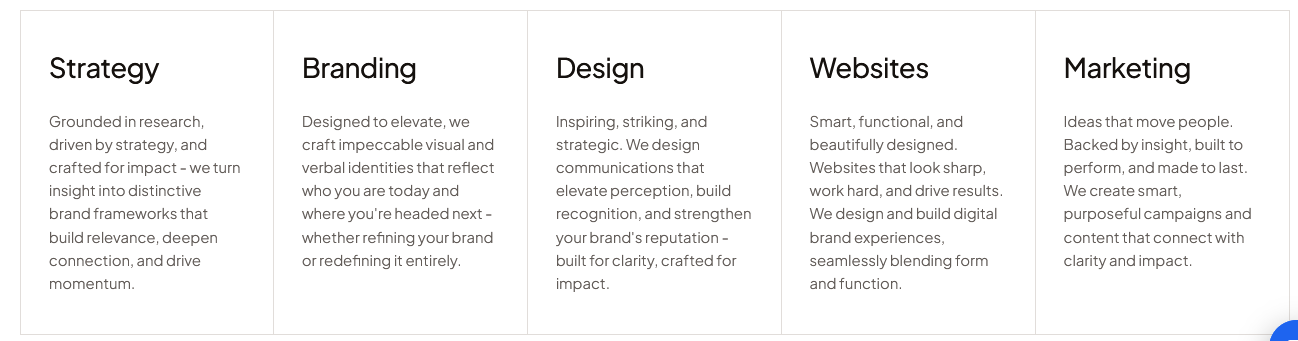 Strategy
Grounded in research,
driven by strategy, and
crafted for impact - we turn
insight into distinctive
brand frameworks that
build relevance, deepen
connection, and drive
momentum.
Branding
Designed to elevate, we
craft impeccable visual and
verbal identities that reflect
who you are today and
where you're headed next -
whether refining your brand
or redefining it entirely.
Design
Inspiring, striking, and
strategic. We design
communications that
elevate perception, build
recognition, and strengthen
your brand's reputation -
built for clarity, crafted for
impact.
Websites
Smart, functional, and
beautifully designed.
Websites that look sharp,
work hard, and drive results.
We design and build digital
brand experiences,
seamlessly blending form
and function.
Marketing
Ideas that move people.
Backed by insight, built to
perform, and made to last.
We create smart,
purposeful campaigns and
content that connect with
clarity and impact.